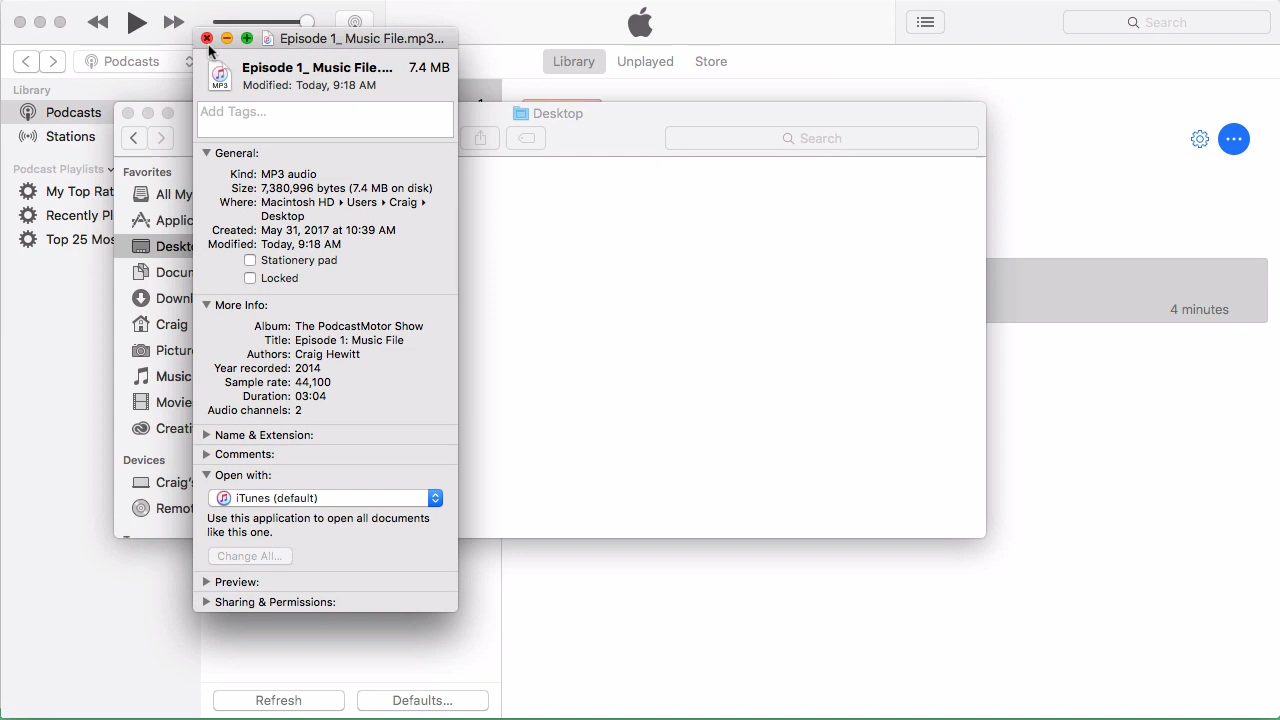 Episode 1_ Music File.mp3...
Search
Podcasts
Library
Unplayed
Store
Episode 1_ Music File....
7.4 MB
Modified: Today, 9:18 AM
Add Tags...
Library
Podcasts
Stations
Podcast Playlists
My Top Rat
Recently Pl
Top 25 Mos
Desktop
Search
Favorites
All My
Applic
Deskto
Docum
Downl
Craig
Picture
Music
Movie
Creati
Devices
Craig's
Remot
General:
Kind: MP3 audio
Size: 7,380,996 bytes (7.4 MB on disk)
Where: Macintosh HD ▸ Users ▸ Craig ▸
Desktop
Created: May 31, 2017 at 10:39 AM
Modified: Today, 9:18 AM
Stationery pad
Locked
More Info:
Album: The PodcastMotor Show
Title: Episode 1: Music File
Authors: Craig Hewitt
Year recorded: 2014
Sample rate: 44,100
Duration: 03:04
Audio channels: 2
Name & Extension:
Comments:
Open with:
iTunes (default)
Use this application to open all documents
like this one.
Change All...
Preview:
Sharing & Permissions:
4 minutes
Refresh
Defaults...